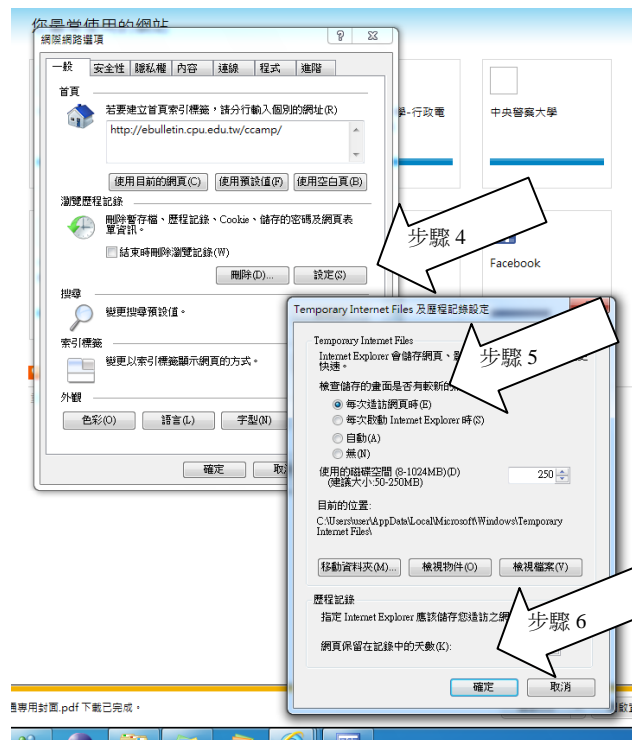 你最常使用的網站
網際網路選項
一般 安全性 隱私權 內容 連線 程式 進階
首頁
若要建立首頁索引標籤，請分行輸入個別的網址(R)
http://ebulletin.cpu.edu.tw/ccamp/
使用目前的網頁(C) 使用預設值(F) 使用空白頁(B)
瀏覽歷程記錄
刪除暫存檔、歷程記錄、Cookie、儲存的密碼及網頁表
單資訊。
結束時刪除瀏覽記錄(W)
刪除(D)... 設定(S)
搜尋
變更搜尋預設值。
索引標籤
變更以索引標籤顯示網頁的方式。
外觀
色彩(O) 語言(L) 字型(N)
確定
學-行政電
中央警察大學
Facebook
步驟 4
Temporary Internet Files 及歷程記錄設定
Temporary Internet Files
Internet Explorer 會儲存網頁、
快速。
步驟 5
檢查儲存的畫面是否有較新的
每次造訪網頁時(E)
每次啟動 Internet Explorer 時(S)
自動(A)
無(N)
使用的磁碟空間 (8-1024MB)(D) 250
(建議大小:50-250MB)
目前的位置:
C:\Users\user\AppData\Local\Microsoft\Windows\Temporary
Internet Files\
移動資料夾(M)... 檢視物件(O) 檢視檔案(V)
歷程記錄
指定 Internet Explorer 應該儲存您造訪之網
步驟 6
網頁保留在記錄中的天數(K):
確定 取消
專用封面.pdf 下載已完成。